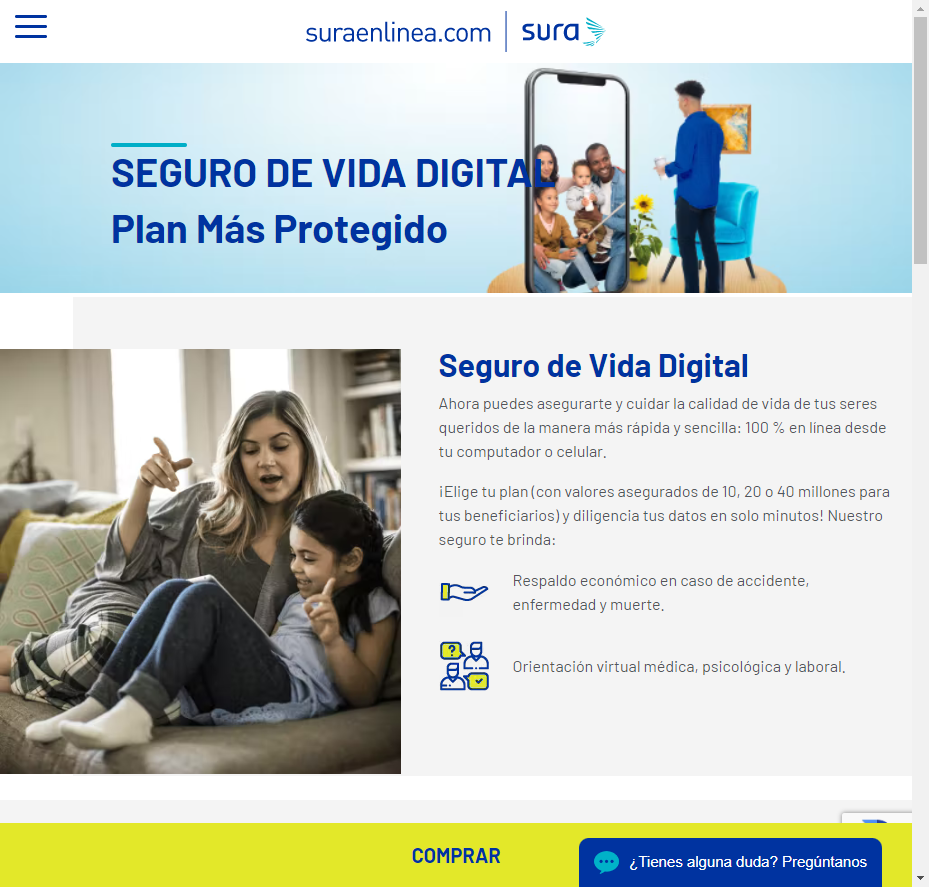 suraenlinea.com sura
SEGURO DE VIDA DIGITAL
Plan Más Protegido
Seguro de Vida Digital
Ahora puedes asegurarte y cuidar la calidad de vida de tus seres
queridos de la manera más rápida y sencilla: 100 % en línea desde
tu computador o celular.
¡Elige tu plan (con valores asegurados de 10, 20 o 40 millones para
tus beneficiarios) y diligencia tus datos en solo minutos! Nuestro
seguro te brinda:
Respaldo económico en caso de accidente,
enfermedad y muerte.
Orientación virtual médica, psicológica y laboral.
COMPRAR
¿Tienes alguna duda? Pregúntanos